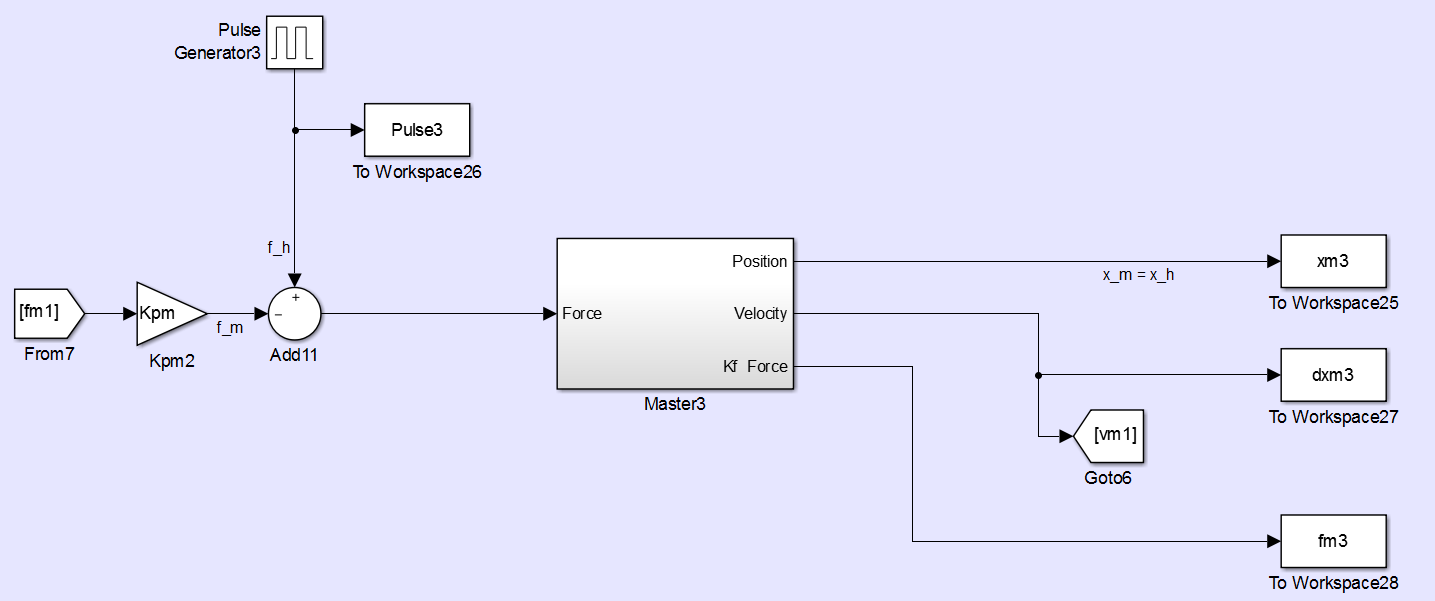 Pulse
Generator3
Pulse3
To Workspace26
f_h
+
[fm1]
From7
Kpm
Kpm2
f_m
−
Add11
Force
Position
Velocity
Kf Force
Master3
x_m = x_h
xm3
To Workspace25
dxm3
To Workspace27
[vm1]
Goto6
fm3
To Workspace28